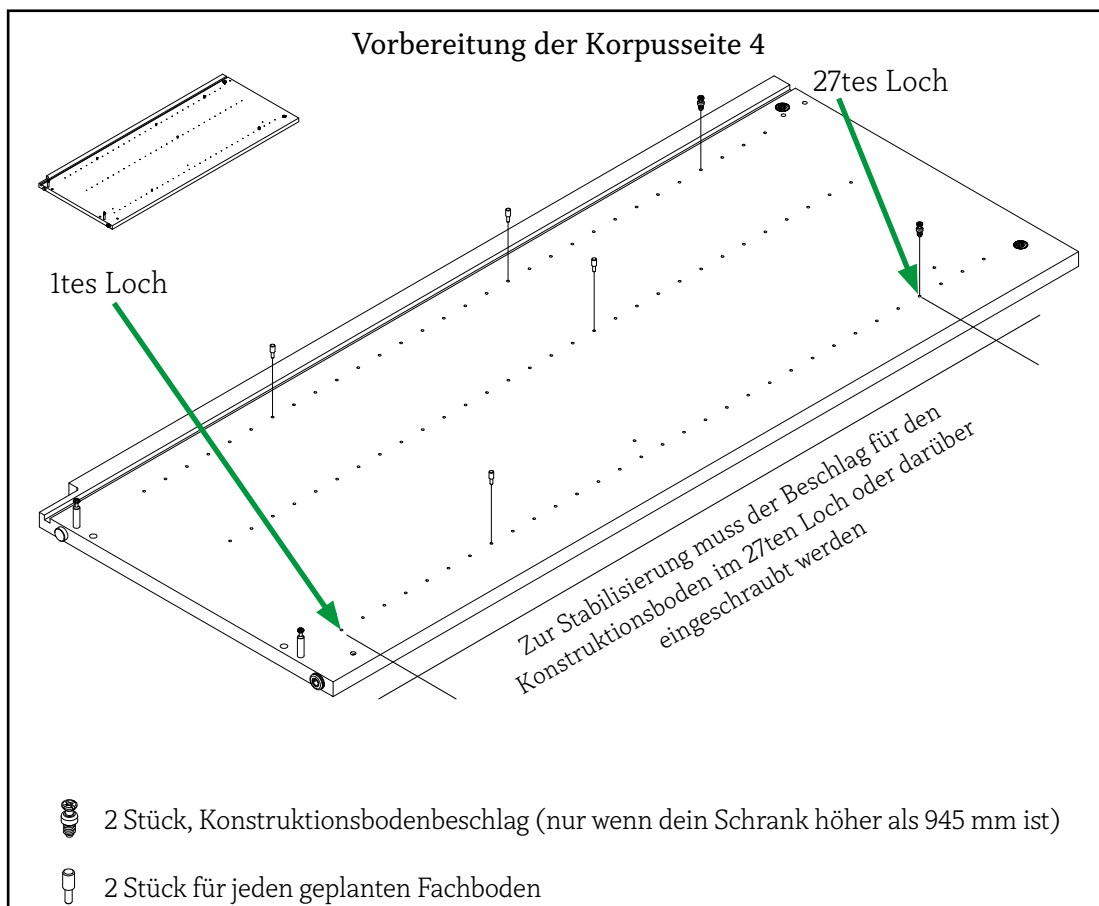 Vorbereitung der Korpusseite 4
27tes Loch
1tes Loch
Zur Stabilisierung muss der Beschlag für den
Konstruktionsboden im 27ten Loch oder darüber
eingeschraubt werden
2 Stück, Konstruktionsbodenbeschlag (nur wenn dein Schrank höher als 945 mm ist)
2 Stück für jeden geplanten Fachboden